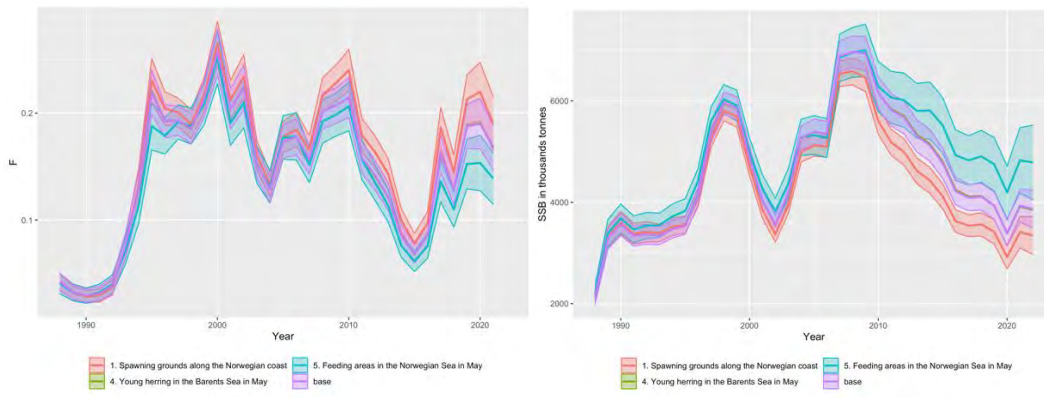 F
0.2
0.1
1990
2000
2010
2020
Year
1. Spawning grounds along the Norwegian coast
5. Feeding areas in the Norwegian Sea in May
4. Young herring in the Barents Sea in May
base
SSB in thousands tonnes
6000
4000
2000
1990
2000
2010
2020
Year
1. Spawning grounds along the Norwegian coast
5. Feeding areas in the Norwegian Sea in May
4. Young herring in the Barents Sea in May
base